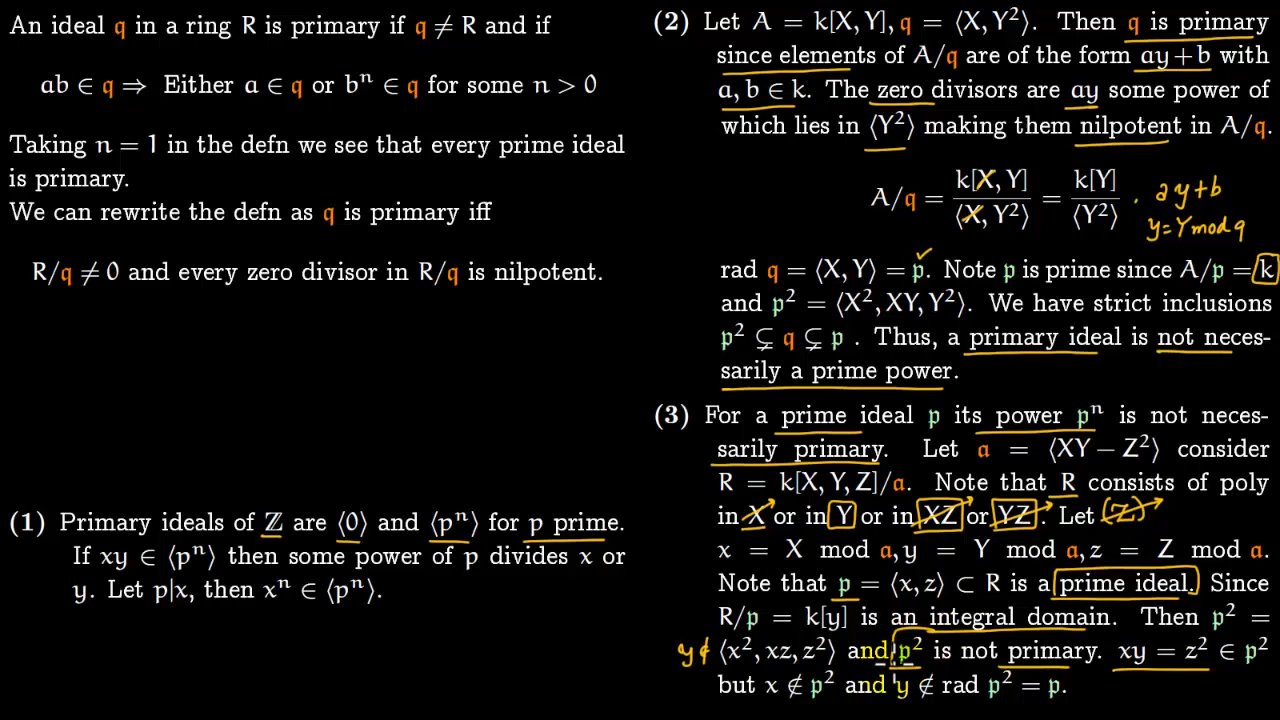 An ideal q in a ring R is primary if q ≠ R and if
ab ∈ q ⇒ Either a ∈ q or bⁿ ∈ q for some n > 0
Taking n = 1 in the defn we see that every prime ideal
is primary.
We can rewrite the defn as q is primary iff
R/q ≠ 0 and every zero divisor in R/q is nilpotent.
(1) Primary ideals of ℤ are ⟨0⟩ and ⟨pⁿ⟩ for p prime.
If xy ∈ ⟨pⁿ⟩ then some power of p divides x or
y. Let p|x, then xⁿ ∈ ⟨pⁿ⟩.
(2) Let A = k[X, Y], q = ⟨X, Y²⟩. Then q is primary
since elements of A/q are of the form ay + b with
a, b ∈ k. The zero divisors are ay some power of
which lies in ⟨Y²⟩ making them nilpotent in A/q.
A/q = k[X, Y] / ⟨X, Y²⟩ = k[Y] / ⟨Y²⟩ . ay+b
y = Y mod q
rad q = ⟨X, Y⟩ = p. Note p is prime since A/p = k
and p² = ⟨X², XY, Y²⟩. We have strict inclusions
p² ⊊ q ⊊ p . Thus, a primary ideal is not neces-
sarily a prime power.
(3) For a prime ideal p its power pⁿ is not neces-
sarily primary. Let a = ⟨XY − Z²⟩ consider
R = k[X, Y, Z]/a. Note that R consists of poly
in X or in Y or in XZ or YZ . Let (Z)
x = X mod a, y = Y mod a, z = Z mod a.
Note that p = ⟨x, z⟩ ⊂ R is a prime ideal. Since
R/p = k[y] is an integral domain. Then p² =
y∉ ⟨x², xz, z²⟩ and p² is not primary. xy = z² ∈ p²
but x ∉ p² and y ∉ rad p² = p.